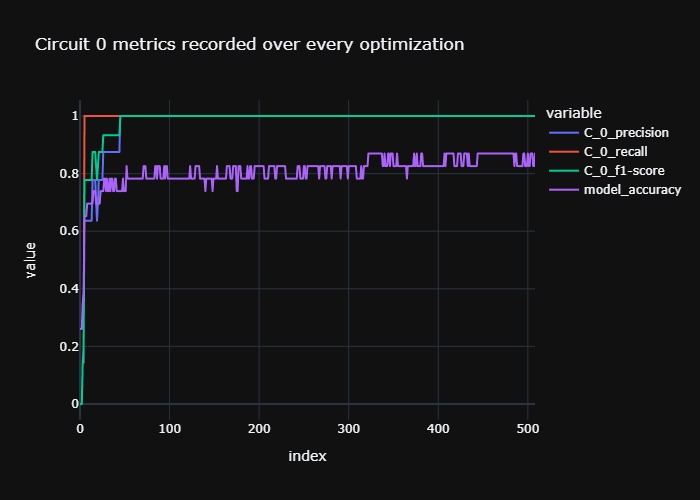 Circuit 0 metrics recorded over every optimization
variable
C_0_precision
C_0_recall
C_0_f1-score
model_accuracy
value
1
0.8
0.6
0.4
0.2
0
0 100 200 300 400 500
index